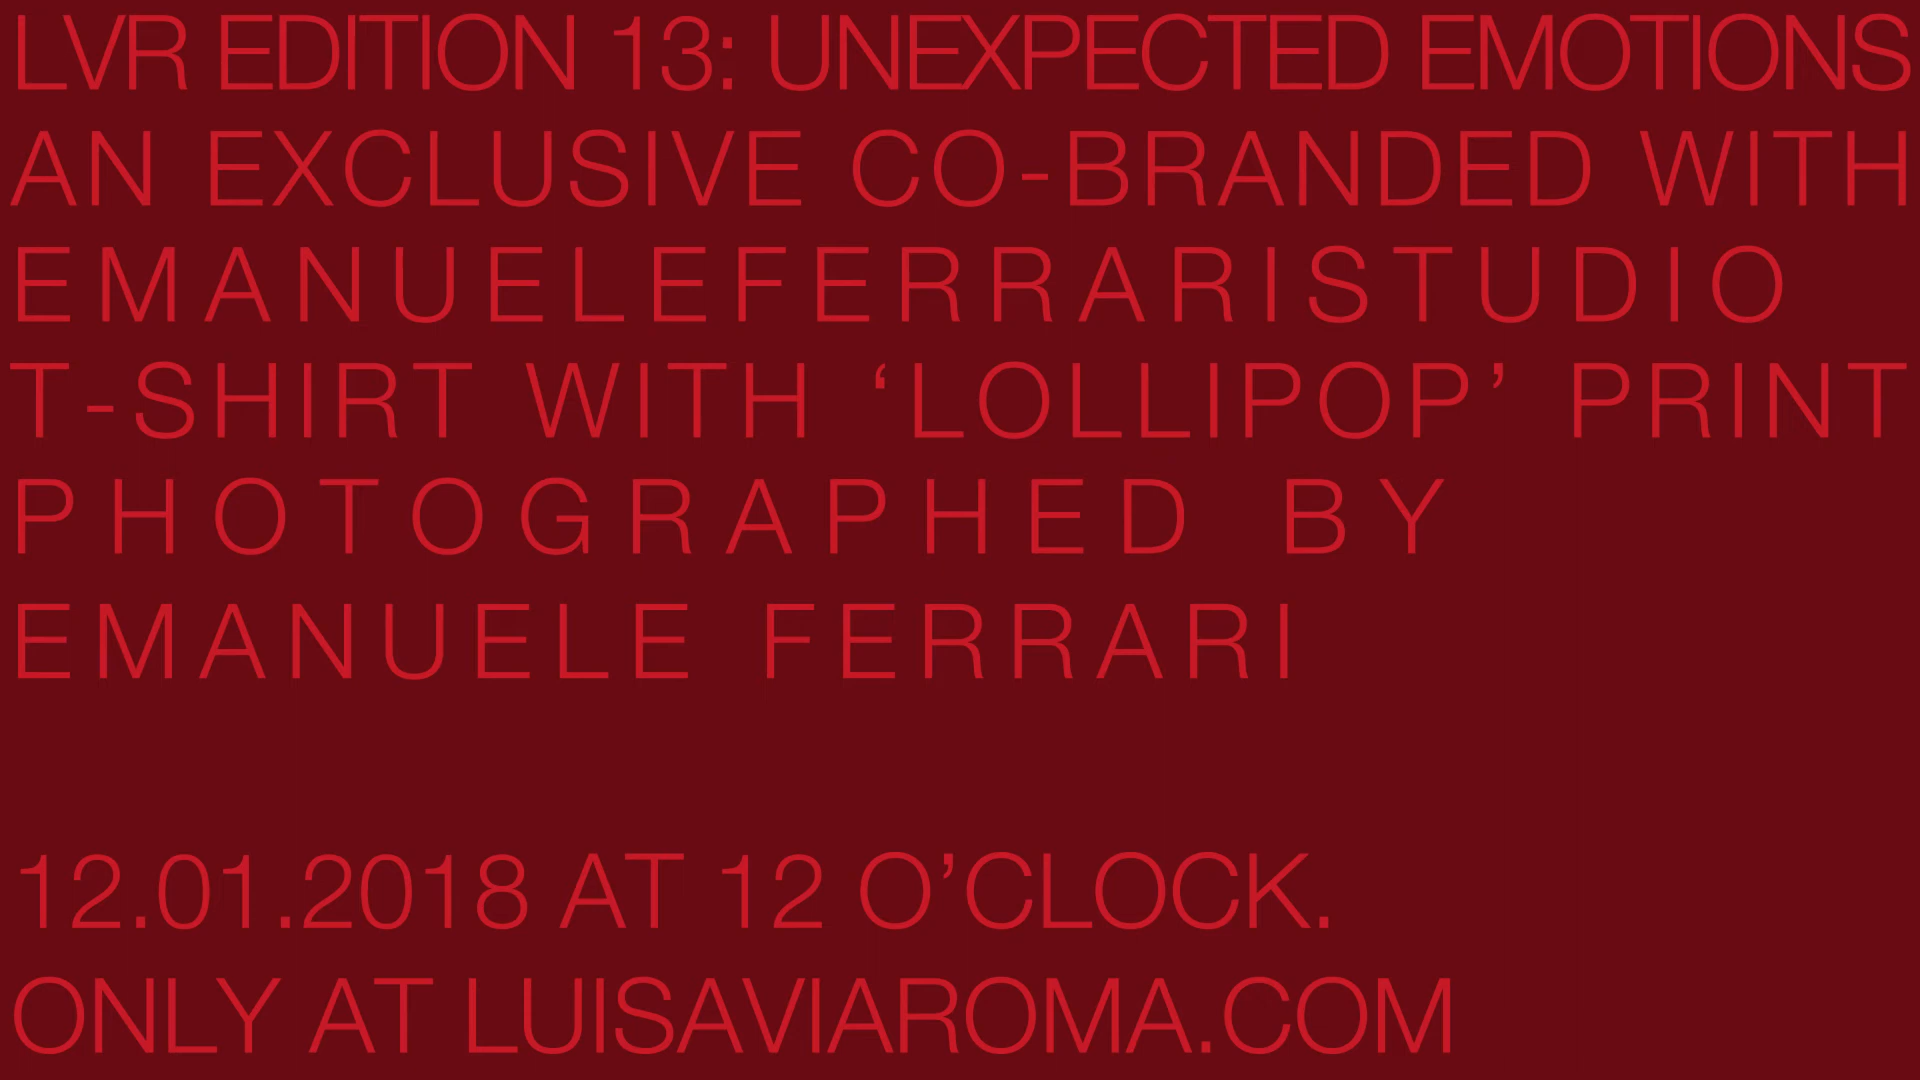 LVR EDITION 13: UNEXPECTED EMOTIONS
AN EXCLUSIVE CO-BRANDED WITH
EMANUELEFERRARISTUDIO
T-SHIRT WITH ‘LOLLIPOP’ PRINT
PHOTOGRAPHED BY
EMANUELE FERRARI
12.01.2018 AT 12 O’CLOCK.
ONLY AT LUISAVIAROMA.COM